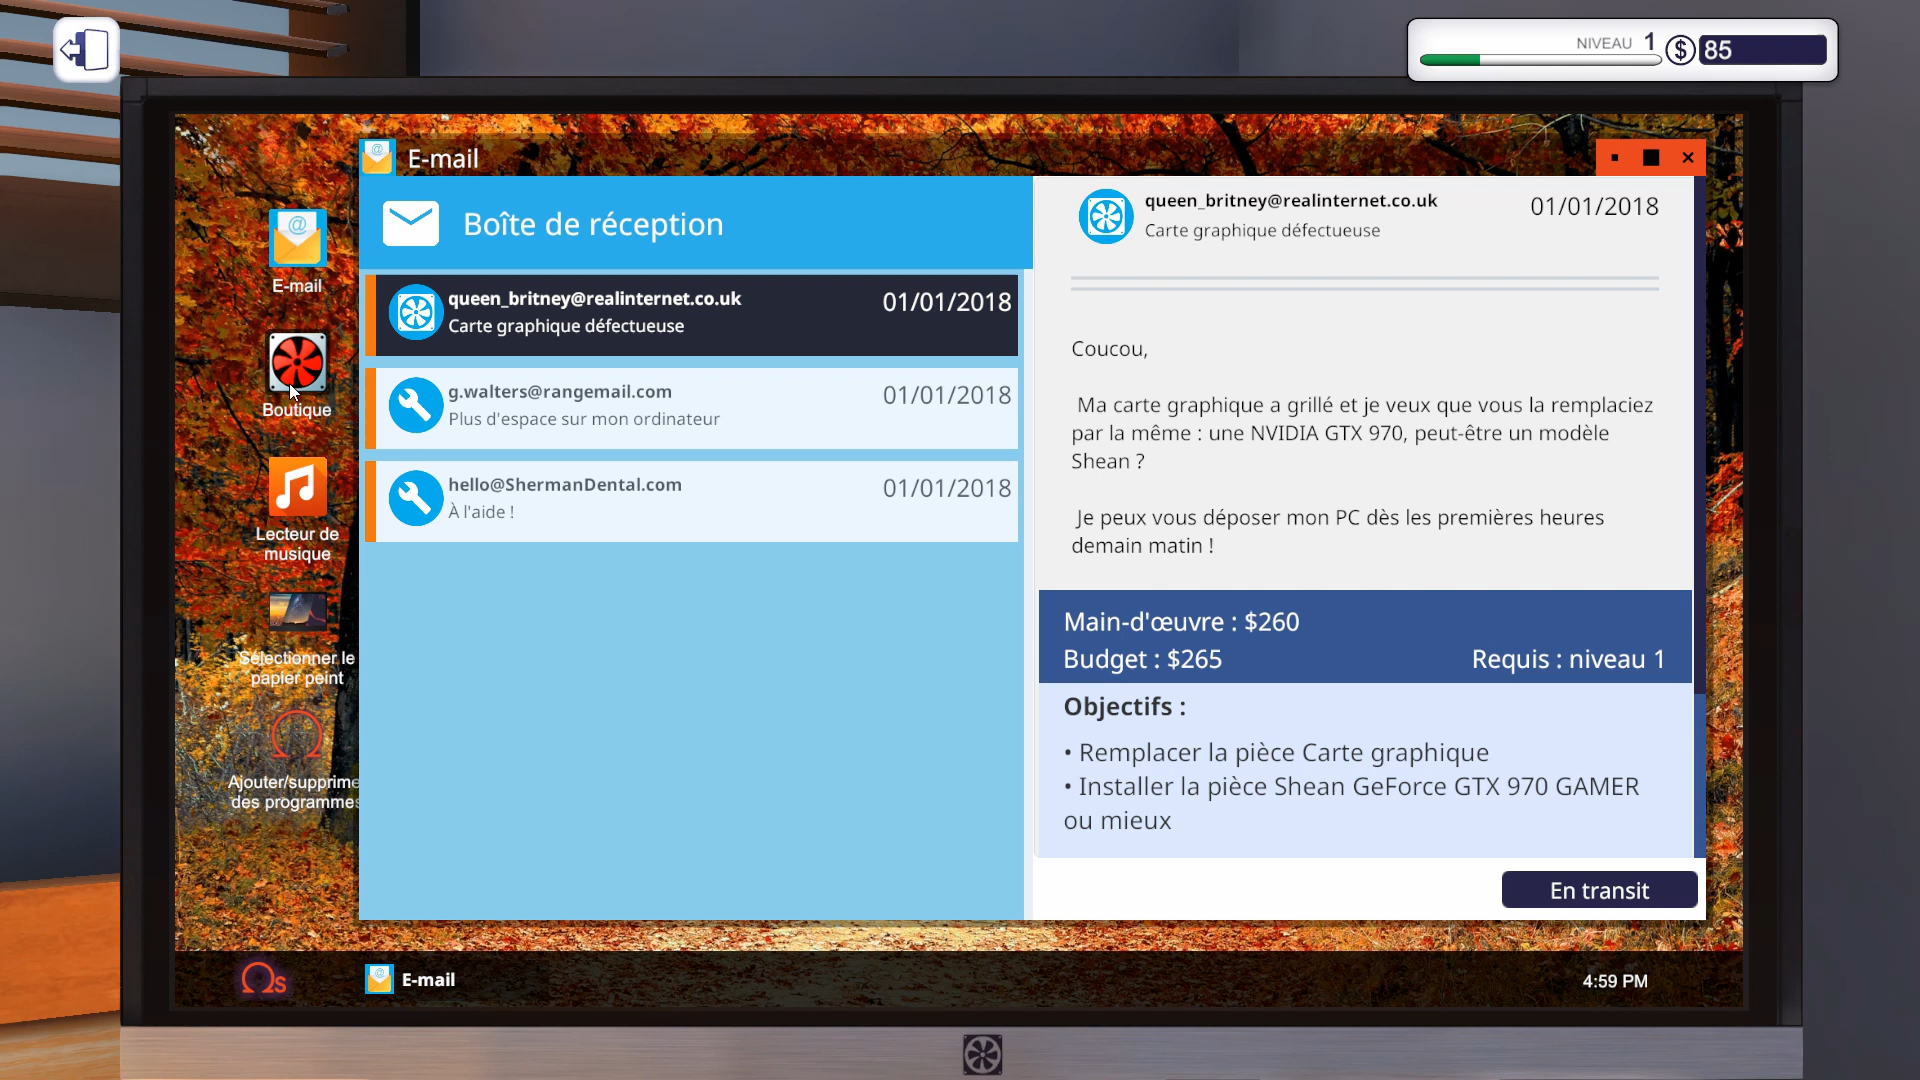 NIVEAU 1
$ 85
E-mail
E-mail
Boutique
Lecteur de
musique
Sélectionner le
papier peint
Ajouter/supprime
des programmes
Boîte de réception
queen_britney@realinternet.co.uk
01/01/2018
Carte graphique défectueuse
g.walters@rangemail.com
01/01/2018
Plus d'espace sur mon ordinateur
hello@ShermanDental.com
01/01/2018
À l'aide !
queen_britney@realinternet.co.uk
01/01/2018
Carte graphique défectueuse
Coucou,
Ma carte graphique a grillé et je veux que vous la remplaciez
par la même : une NVIDIA GTX 970, peut-être un modèle
Shean ?
Je peux vous déposer mon PC dès les premières heures
demain matin !
Main-d'œuvre : $260
Budget : $265
Requis : niveau 1
Objectifs :
• Remplacer la pièce Carte graphique
• Installer la pièce Shean GeForce GTX 970 GAMER
ou mieux
En transit
Ωs
E-mail
4:59 PM